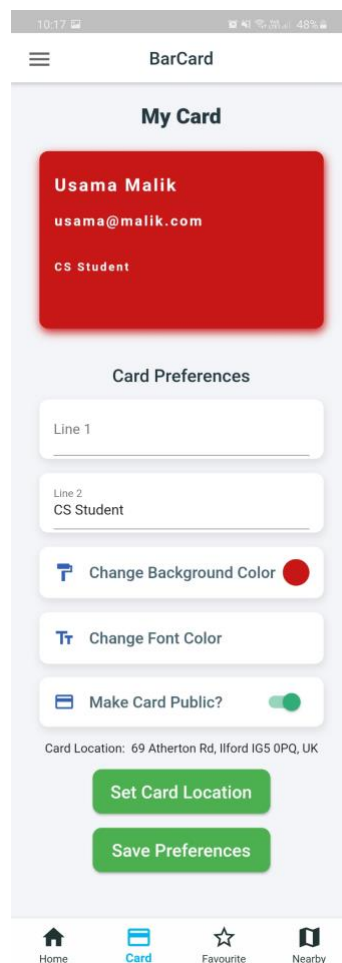 10:17 48%
BarCard
My Card
Usama Malik
usama@malik.com
CS Student
Card Preferences
Line 1
Line 2
CS Student
Change Background Color
Change Font Color
Make Card Public?
Card Location: 69 Atherton Rd, Ilford IG5 0PQ, UK
Set Card Location
Save Preferences
Home Card Favourite Nearby